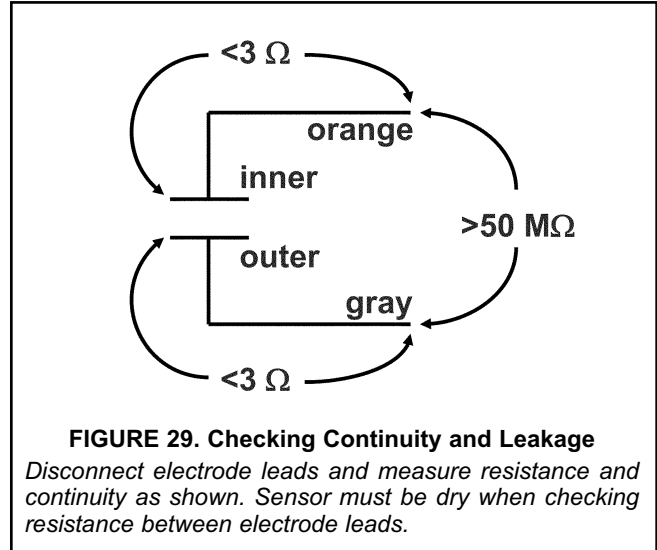 <3 Ω
orange
inner
>50 MΩ
outer
gray
<3 Ω
FIGURE 29. Checking Continuity and Leakage
Disconnect electrode leads and measure resistance and
continuity as shown. Sensor must be dry when checking
resistance between electrode leads.